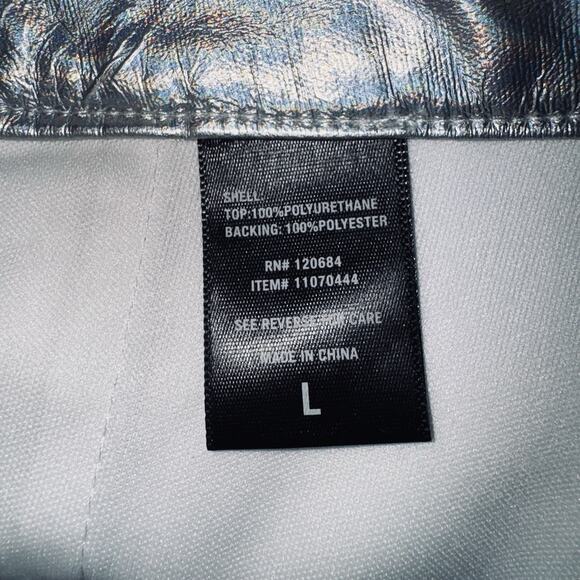 SHELL:
TOP:100%POLYURETHANE
BACKING: 100%POLYESTER
RN# 120684
ITEM# 11070444
SEE REVERSE FOR CARE
MADE IN CHINA
L